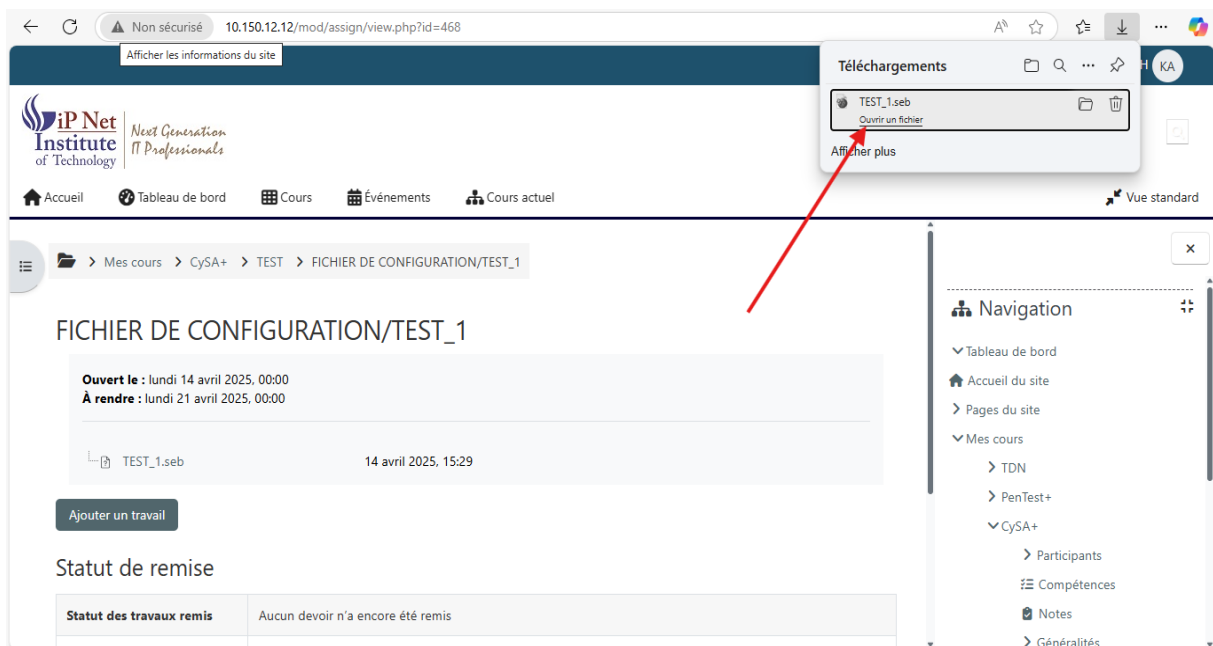 Non sécurisé 10.150.12.12/mod/assign/view.php?id=468
Afficher les informations du site
Téléchargements
H KA
TEST_1.seb
Ouvrir un fichier
Afficher plus
iP Net
Institute
of Technology
Next Generation
IT Professionals
Accueil Tableau de bord Cours Événements Cours actuel Vue standard
Mes cours TEST CySA+ FICHIER DE CONFIGURATION/TEST_1
FICHIER DE CONFIGURATION/TEST_1
Ouvert le : lundi 14 avril 2025, 00:00
À rendre : lundi 21 avril 2025, 00:00
TEST_1.seb 14 avril 2025, 15:29
Ajouter un travail
Statut de remise
Statut des travaux remis Aucun devoir n'a encore été remis
Navigation
Tableau de bord
Accueil du site
Pages du site
Mes cours
TDN
PenTest+
CySA+
Participants
Compétences
Notes
Généralités